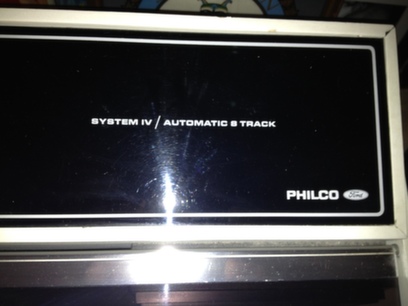 SYSTEM IV / AUTOMATIC 8 TRACK
PHILCO Ford